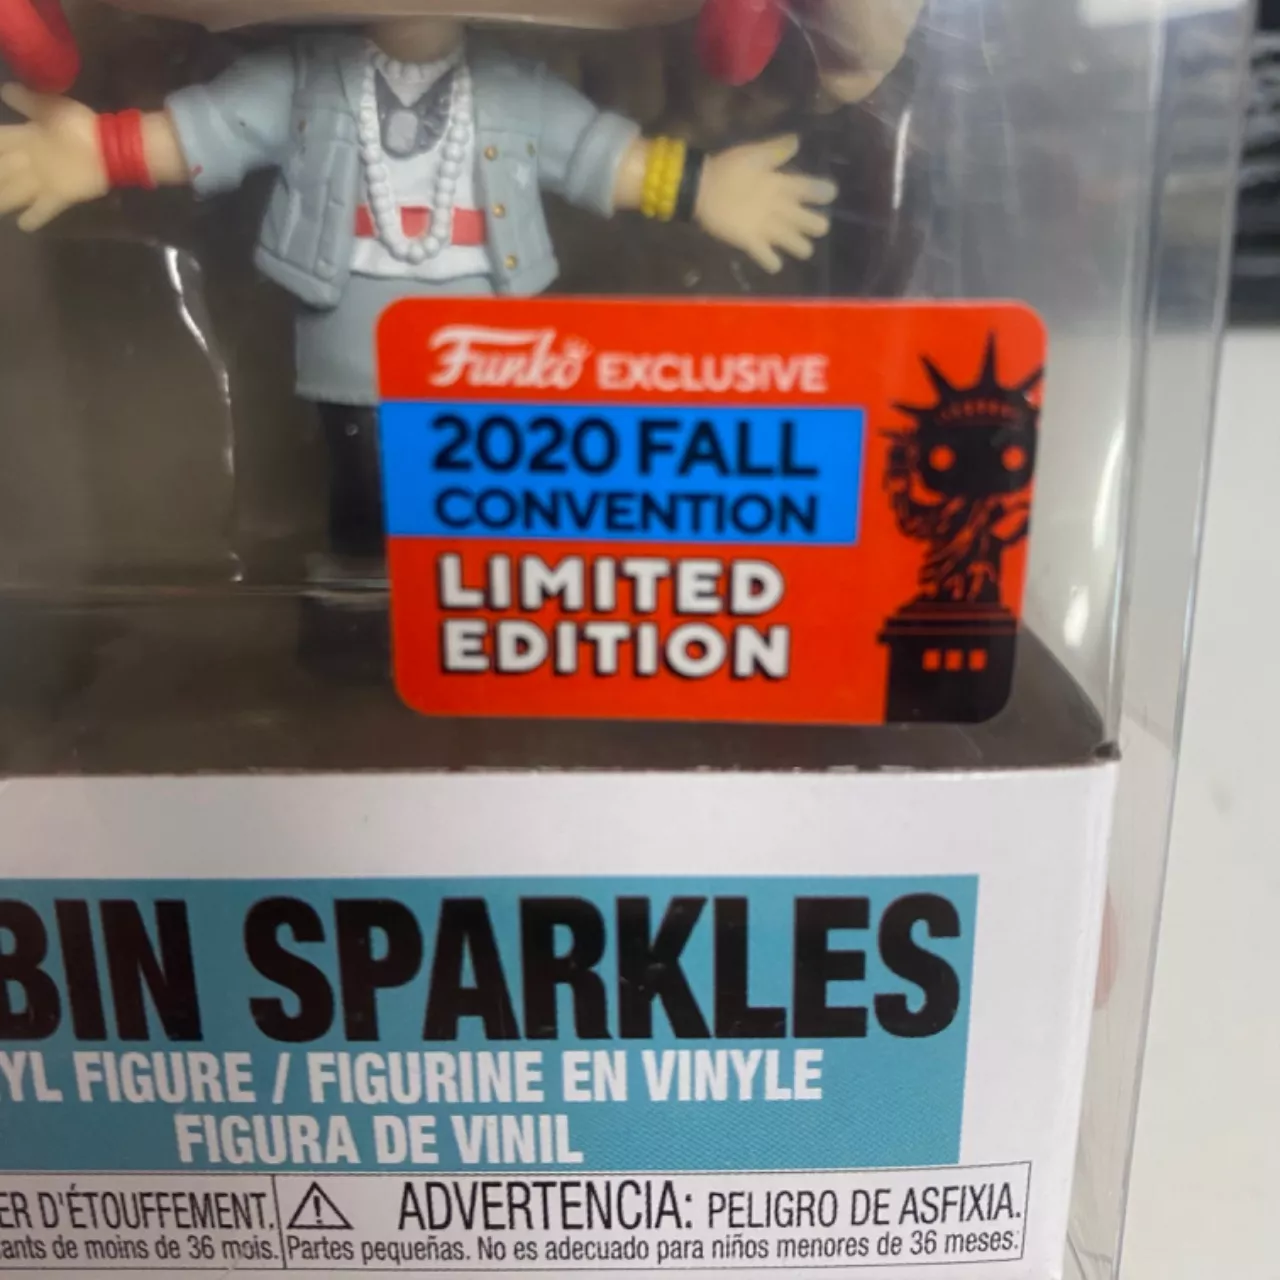 Funko EXCLUSIVE
2020 FALL
CONVENTION
LIMITED
EDITION
BIN SPARKLES
YL FIGURE / FIGURINE EN VINYLE
FIGURA DE VINIL
ER D'ÉTOUFFEMENT.
ants de moins de 36 mois.
ADVERTENCIA: PELIGRO DE ASFIXIA.
Partes pequeñas. No es adecuado para niños menores de 36 meses.